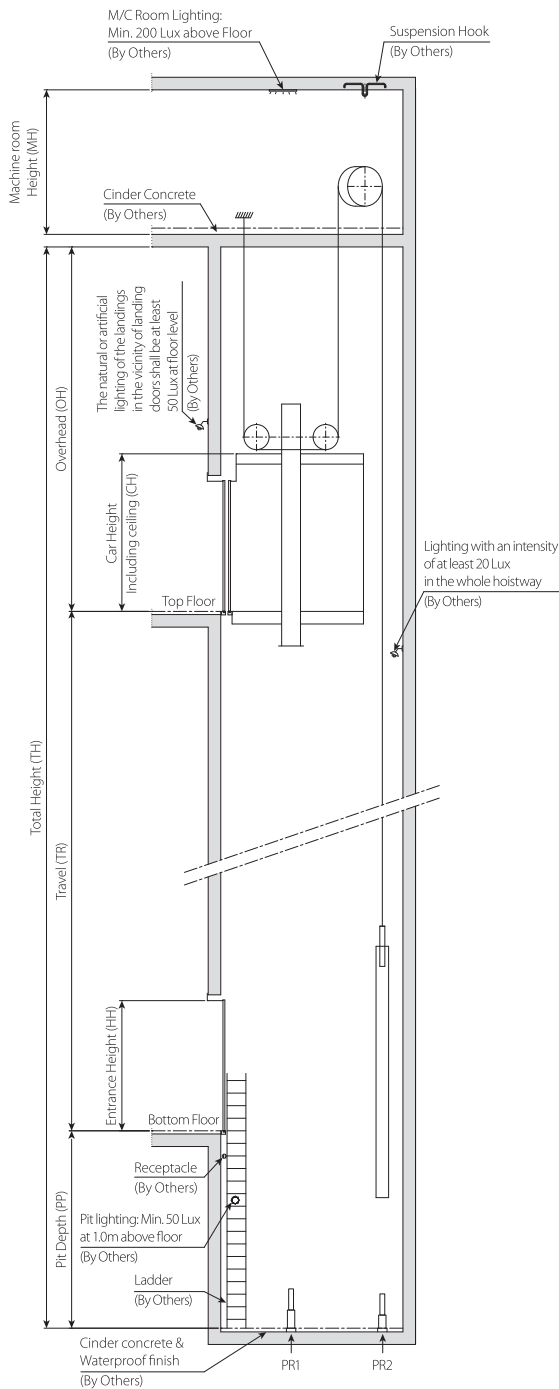 M/C Room Lighting:
Min. 200 Lux above Floor
(By Others)
Suspension Hook
(By Others)
Machine room
Height (MH)
Cinder Concrete
(By Others)
The natural or artificial
lighting of the landings
in the vicinity of landing
doors shall be at least
50 Lux at floor level
(By Others)
Overhead (OH)
Car Height
Including ceiling (CH)
Top Floor
Lighting with an intensity
of at least 20 Lux
in the whole hoistway
(By Others)
Total Height (TH)
Travel (TR)
Entrance Height (HH)
Bottom Floor
Receptacle
(By Others)
Pit Depth (PP)
Pit lighting: Min. 50 Lux
at 1.0m above floor
(By Others)
Ladder
(By Others)
Cinder concrete &
Waterproof finish
(By Others)
PR1
PR2